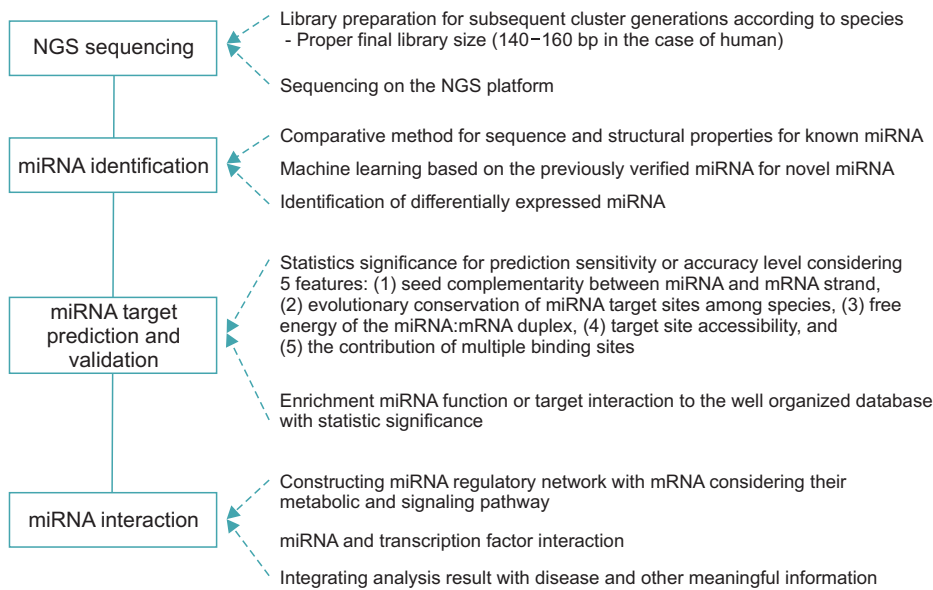 NGS sequencing
Library preparation for subsequent cluster generations according to species
- Proper final library size (140−160 bp in the case of human)
Sequencing on the NGS platform
miRNA identification
Comparative method for sequence and structural properties for known miRNA
Machine learning based on the previously verified miRNA for novel miRNA
Identification of differentially expressed miRNA
miRNA target
prediction and
validation
Statistics significance for prediction sensitivity or accuracy level considering
5 features: (1) seed complementarity between miRNA and mRNA strand,
(2) evolutionary conservation of miRNA target sites among species, (3) free
energy of the miRNA:mRNA duplex, (4) target site accessibility, and
(5) the contribution of multiple binding sites
Enrichment miRNA function or target interaction to the well organized database
with statistic significance
miRNA interaction
Constructing miRNA regulatory network with mRNA considering their
metabolic and signaling pathway
miRNA and transcription factor interaction
Integrating analysis result with disease and other meaningful information